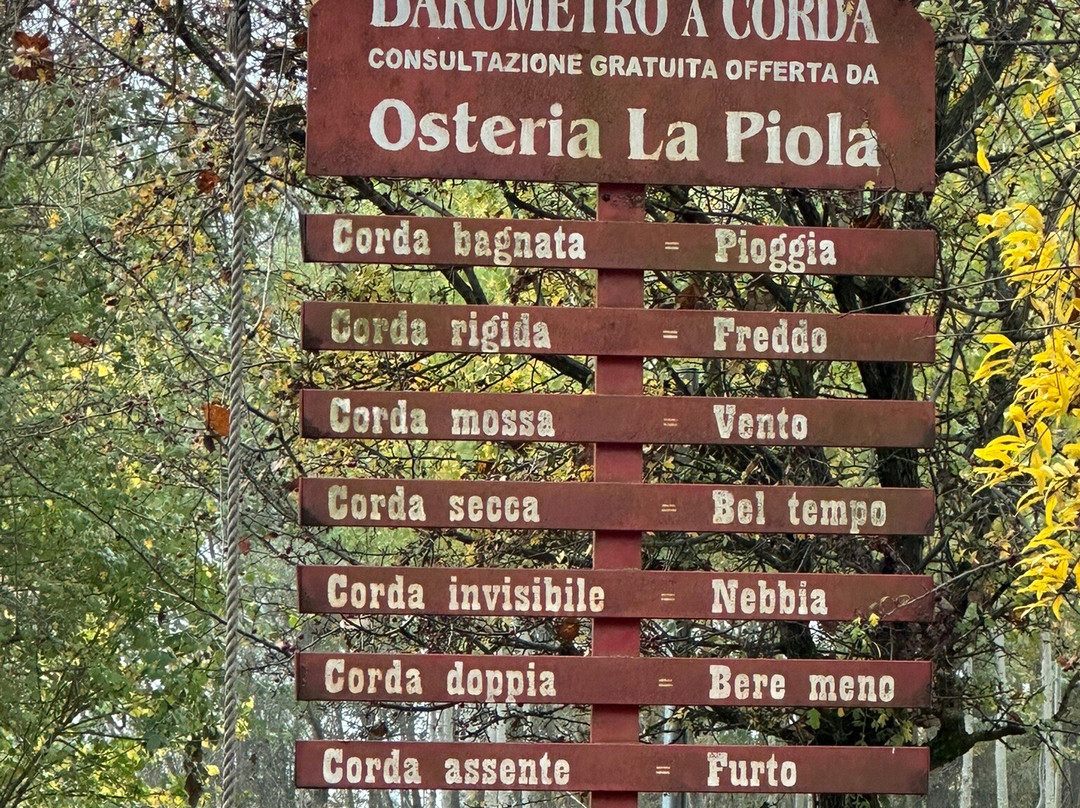 BAROMETRO A CORDA
CONSULTAZIONE GRATUITA OFFERTA DA
Osteria La Piola
Corda bagnata = Pioggia
Corda rigida = Freddo
Corda mossa = Vento
Corda secca = Bel tempo
Corda invisibile = Nebbia
Corda doppia = Bere meno
Corda assente = Furto